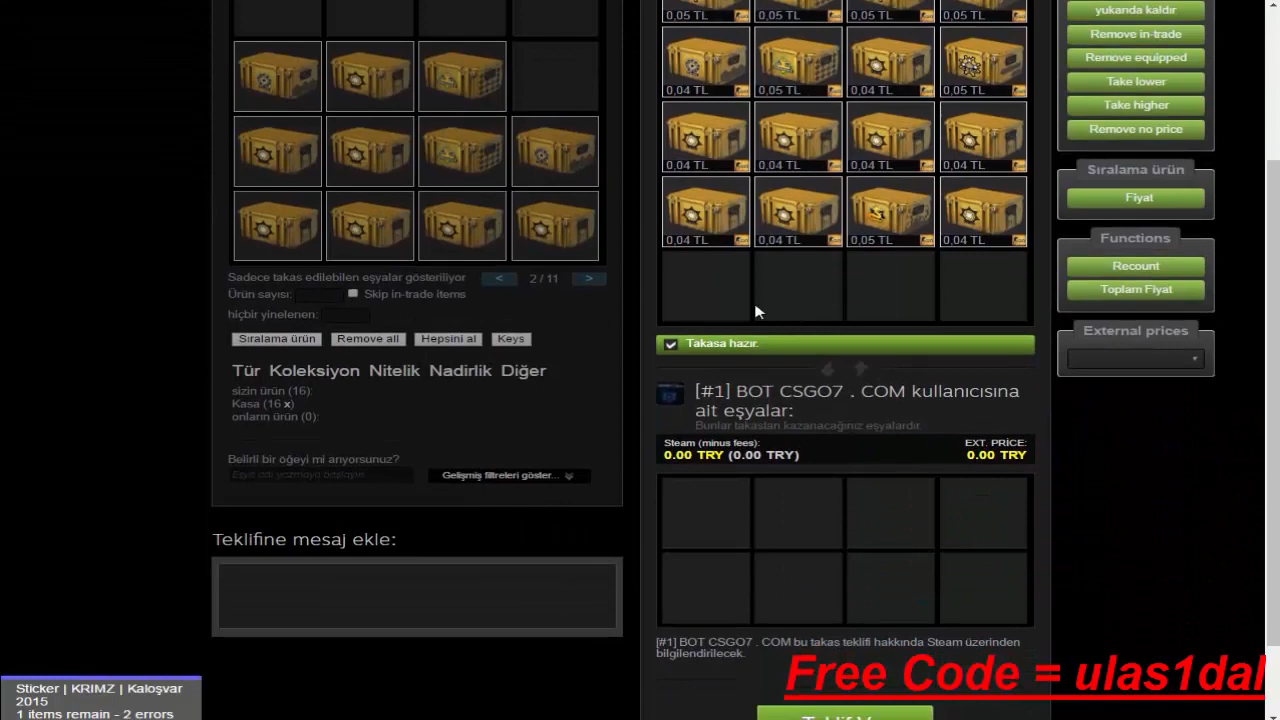 0,05 TL 0,05 TL 0,05 TL 0,05 TL
0,04 TL 0,05 TL 0,04 TL 0,05 TL
0,04 TL 0,04 TL 0,04 TL 0,04 TL
0,04 TL 0,04 TL 0,05 TL 0,04 TL
Sadece takas edilebilen eşyalar gösteriliyor
< 2 / 11 >
Ürün sayısı: Skip in-trade items
hiçbir yinelenen:
Sıralama ürün Remove all Hepsini al Keys
Tür Koleksiyon Nitelik Nadirlik Diğer
sizin ürün (16):
Kasa (16 x)
onların ürün (0):
Belirli bir öğeyi mi arıyorsunuz?
Eşya adı yazmaya başlayın Gelişmiş filtreleri göster...
Teklifine mesaj ekle:
Takasa hazır.
[#1] BOT CSGO7 . COM kullanıcısına
ait eşyalar:
Bunlar takastan kazanacağınız eşyalardır.
Steam (minus fees): EXT. PRİCE:
0.00 TRY (0.00 TRY) 0.00 TRY
[#1] BOT CSGO7 . COM bu takas teklifi hakkında Steam üzerinden
bilgilendirilecek.
yukarıda kaldır
Remove in-trade
Remove equipped
Take lower
Take higher
Remove no price
Sıralama ürün
Fiyat
Functions
Recount
Toplam Fiyat
External prices
Sticker | KRIMZ | Kaloşvar
2015
1 items remain - 2 errors
Free Code = ulas1dal